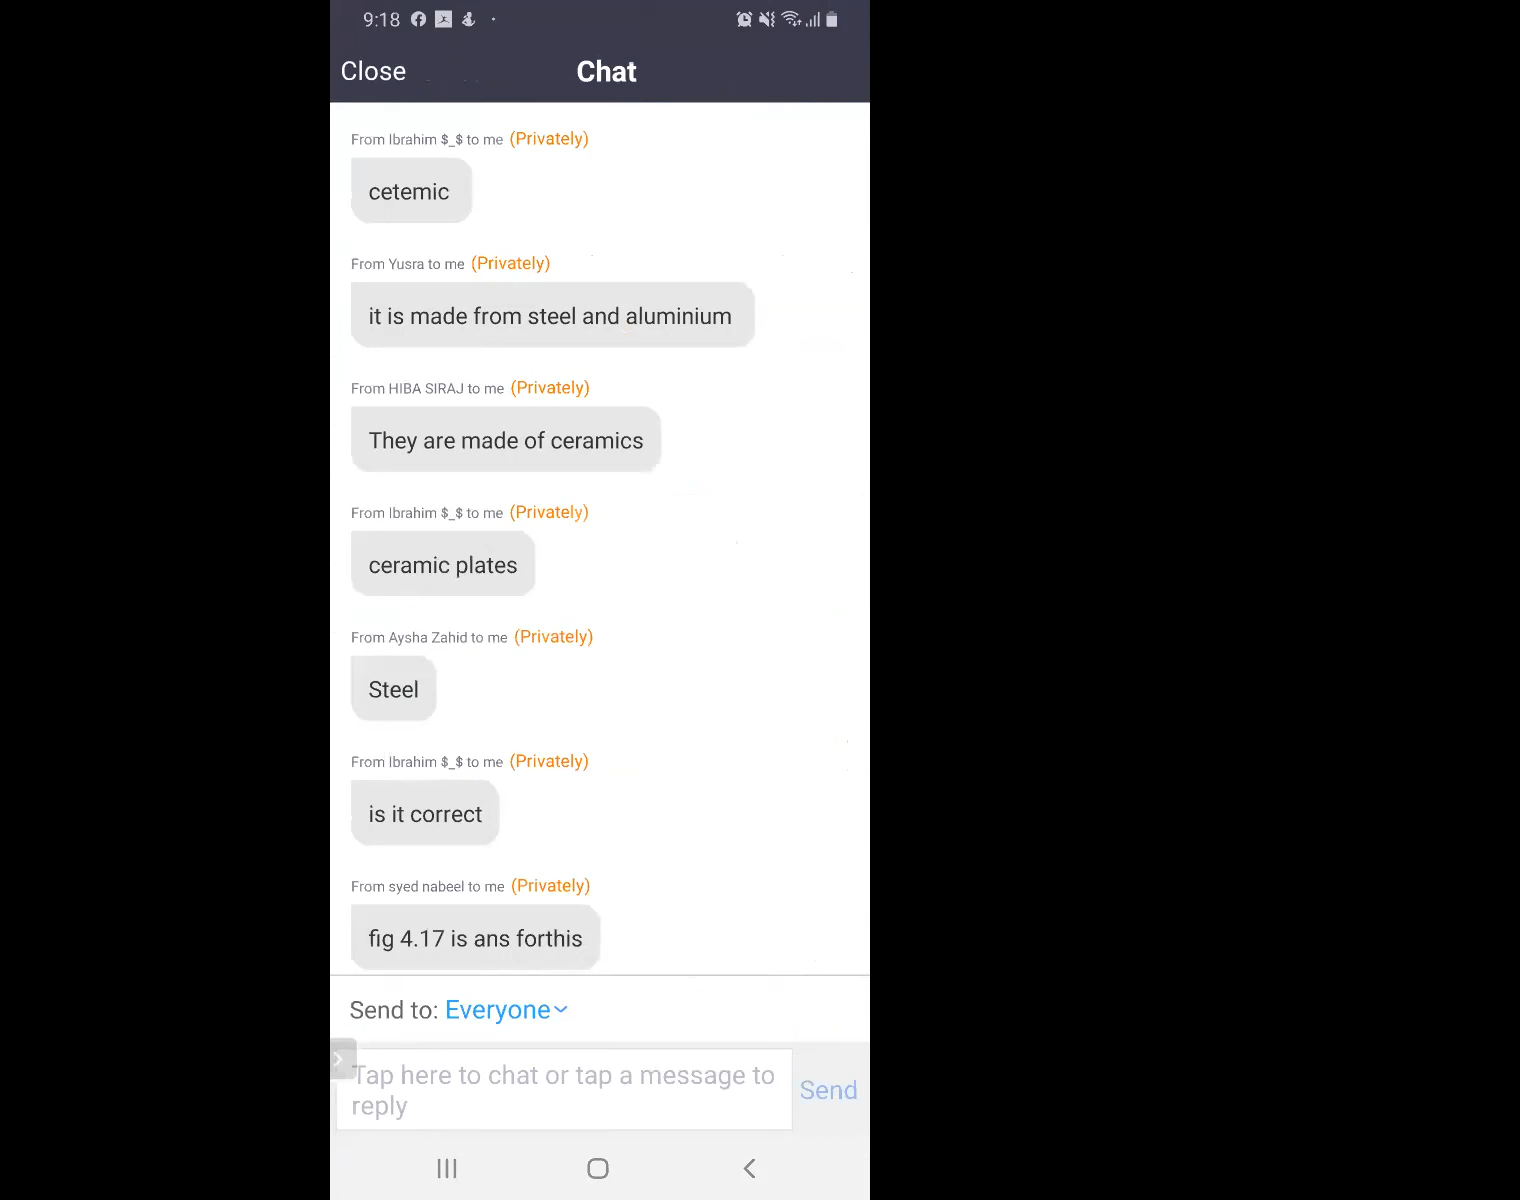 9:18
Close
Chat
From Ibrahim $_$ to me (Privately)
cetemic
From Yusra to me (Privately)
it is made from steel and aluminium
From HIBA SIRAJ to me (Privately)
They are made of ceramics
From Ibrahim $_$ to me (Privately)
ceramic plates
From Aysha Zahid to me (Privately)
Steel
From Ibrahim $_$ to me (Privately)
is it correct
From syed nabeel to me (Privately)
fig 4.17 is ans forthis
Send to: Everyone
Tap here to chat or tap a message to
reply
Send